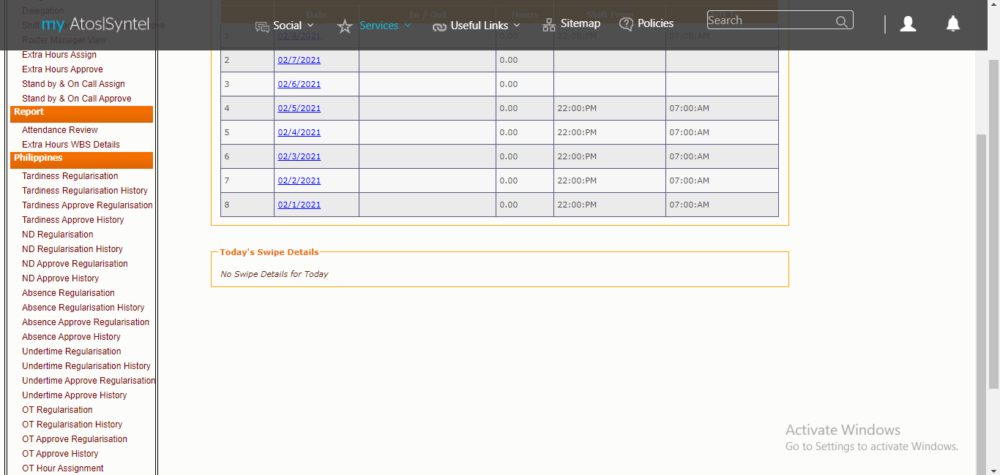 Delegation
my Atos|Syntel
Social
Services
Useful Links
Sitemap
Policies
Search
Roster Manager View
Extra Hours Assign
Extra Hours Approve
Stand by & On Call Assign
Stand by & On Call Approve
Report
Attendance Review
Extra Hours WBS Details
Philippines
Tardiness Regularisation
Tardiness Regularisation History
Tardiness Approve Regularisation
Tardiness Approve History
ND Regularisation
ND Regularisation History
ND Approve Regularisation
ND Approve History
Absence Regularisation
Absence Regularisation History
Absence Approve Regularisation
Absence Approve History
Undertime Regularisation
Undertime Regularisation History
Undertime Approve Regularisation
Undertime Approve History
OT Regularisation
OT Regularisation History
OT Approve Regularisation
OT Approve History
OT Hour Assignment
Date In / Out Hours Shift From
1 02/8/2021 0.00 22:00:PM 07:00:AM
2 02/7/2021 0.00
3 02/6/2021 0.00
4 02/5/2021 0.00 22:00:PM 07:00:AM
5 02/4/2021 0.00 22:00:PM 07:00:AM
6 02/3/2021 0.00 22:00:PM 07:00:AM
7 02/2/2021 0.00 22:00:PM 07:00:AM
8 02/1/2021 0.00 22:00:PM 07:00:AM
Today's Swipe Details
No Swipe Details for Today
Activate Windows
Go to Settings to activate Windows.